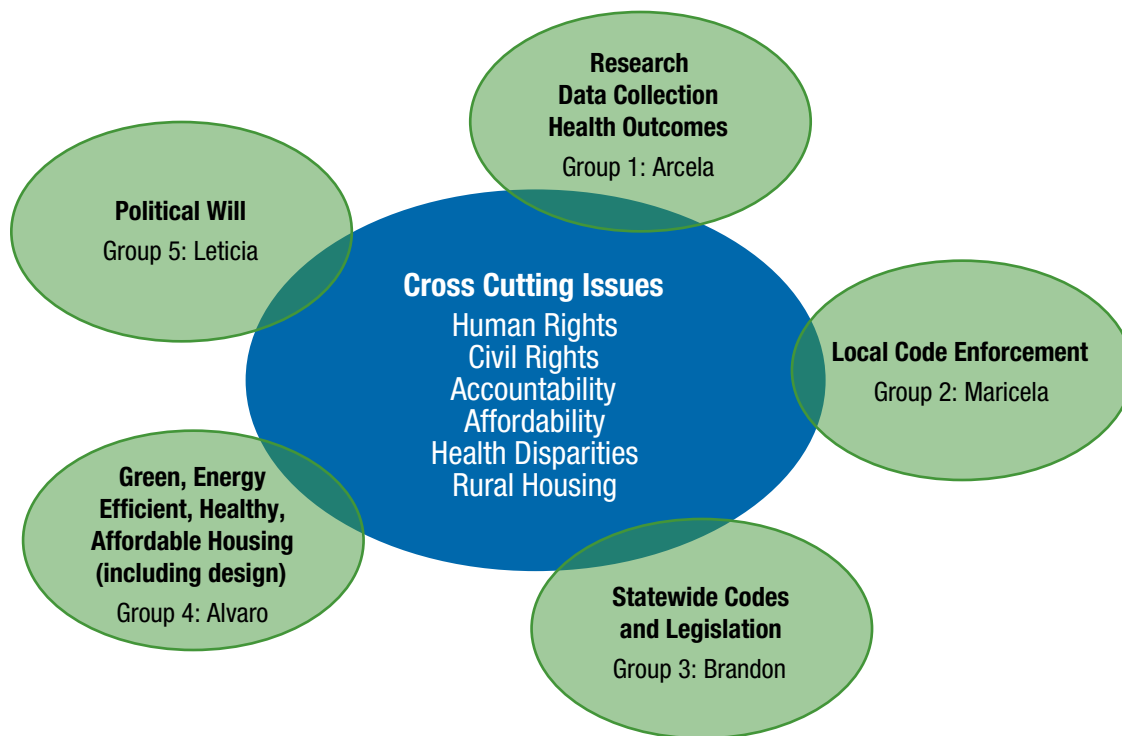 Research
Data Collection
Health Outcomes
Group 1: Arcela
Political Will
Group 5: Leticia
Cross Cutting Issues
Human Rights
Civil Rights
Accountability
Affordability
Health Disparities
Rural Housing
Local Code Enforcement
Group 2: Maricela
Green, Energy
Efficient, Healthy,
Affordable Housing
(including design)
Group 4: Alvaro
Statewide Codes
and Legislation
Group 3: Brandon